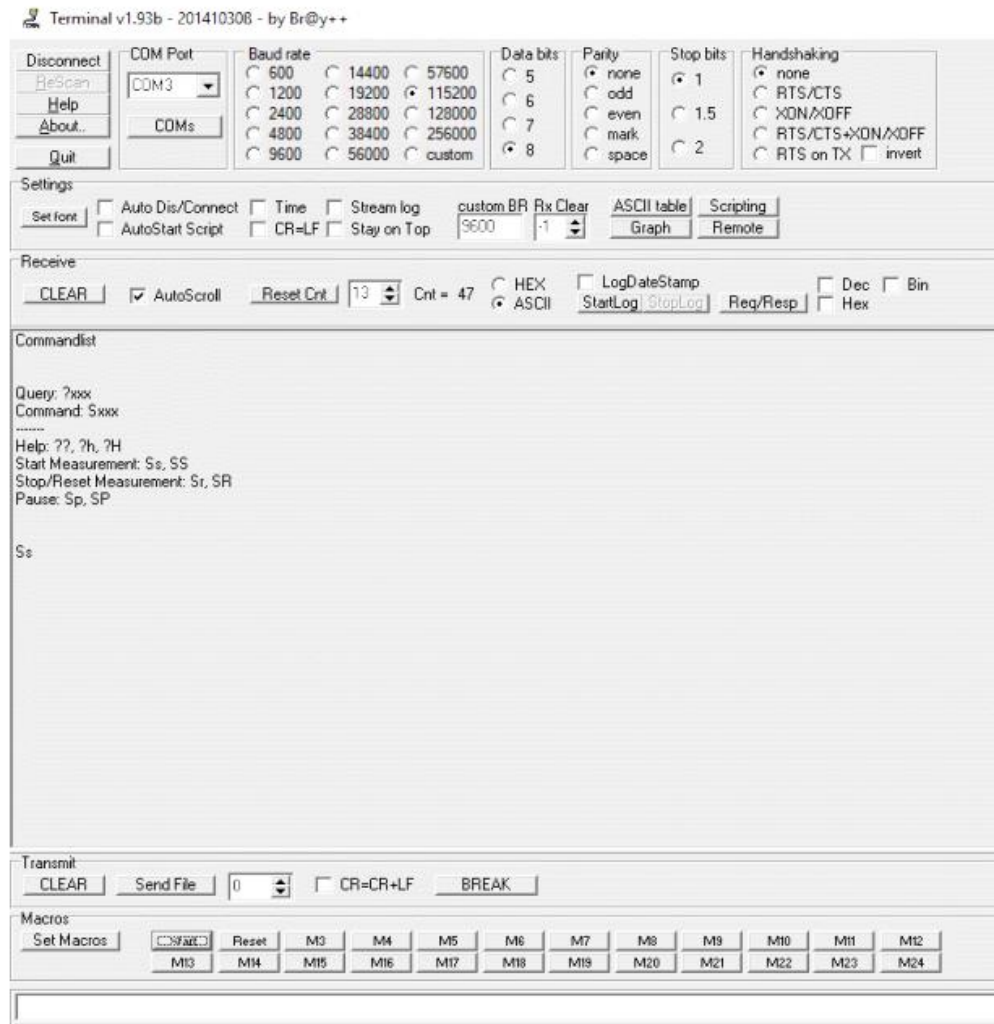 Terminal v1.93b - 20141030ß - by Br@y++
Disconnect
ReScan
Help
About..
Quit
COM Port
COM3
COMs
Baud rate
600 14400 57600
1200 19200 115200
2400 28800 128000
4800 38400 256000
9600 56000 custom
Data bits
5
6
7
8
Parity
none
odd
even
mark
space
Stop bits
1
1.5
2
Handshaking
none
RTS/CTS
XON/XOFF
RTS/CTS+XON/XOFF
RTS on TX invert
Settings
Set font
Auto Dis/Connect Time Stream log
AutoStart Script CR=LF Stay on Top
custom BR Rx Clear
9600 -1
ASCII table Scripting
Graph Remote
Receive
CLEAR AutoScroll Reset Cnt 13 Cnt = 47
HEX
ASCII
LogDateStamp
StartLog StopLog Req/Resp
Dec Bin
Hex
Commandlist
Query: ?xxx
Command: Sxxx
-------
Help: ??, ?h, ?H
Start Measurement: Ss, SS
Stop/Reset Measurement: Sr, SR
Pause: Sp, SP
Ss
Transmit
CLEAR Send File 0 CR=CR+LF BREAK
Macros
Set Macros Start Reset M3 M4 M5 M6 M7 M8 M9 M10 M11 M12
M13 M14 M15 M16 M17 M18 M19 M20 M21 M22 M23 M24